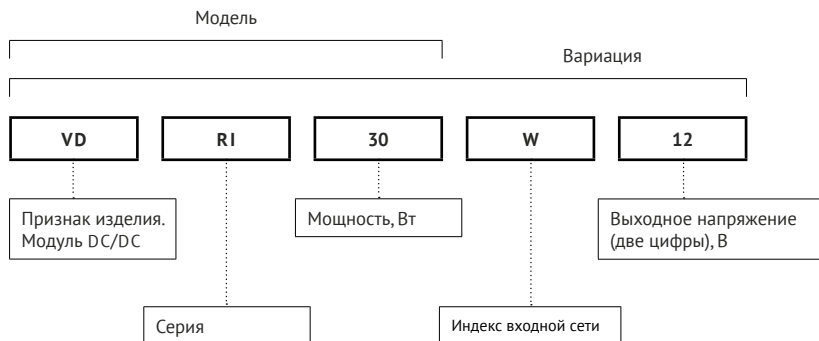 Модель
Вариация
VD
RI
30
W
12
Признак изделия.
Модуль DC/DC
Мощность, Вт
Выходное напряжение
(две цифры), В
Серия
Индекс входной сети